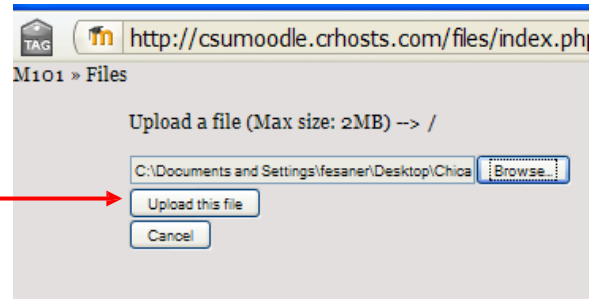 TAG m http://csumoodle.crhosts.com/files/index.php
M101 » Files
Upload a file (Max size: 2MB) --> /
C:\Documents and Settings\fesaner\Desktop\Chica Browse...
Upload this file
Cancel